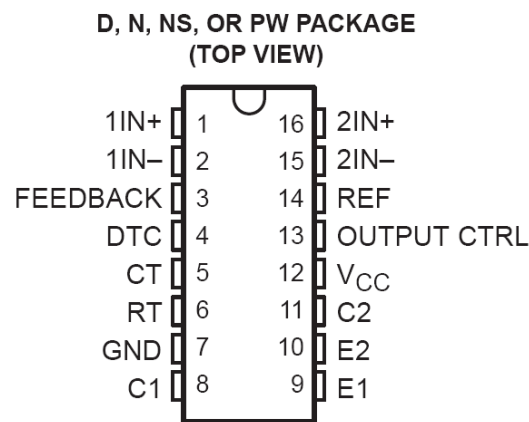 D, N, NS, OR PW PACKAGE
(TOP VIEW)
1IN+ 1 16 2IN+
1IN– 2 15 2IN–
FEEDBACK 3 14 REF
DTC 4 13 OUTPUT CTRL
CT 5 12 VCC
RT 6 11 C2
GND 7 10 E2
C1 8 9 E1